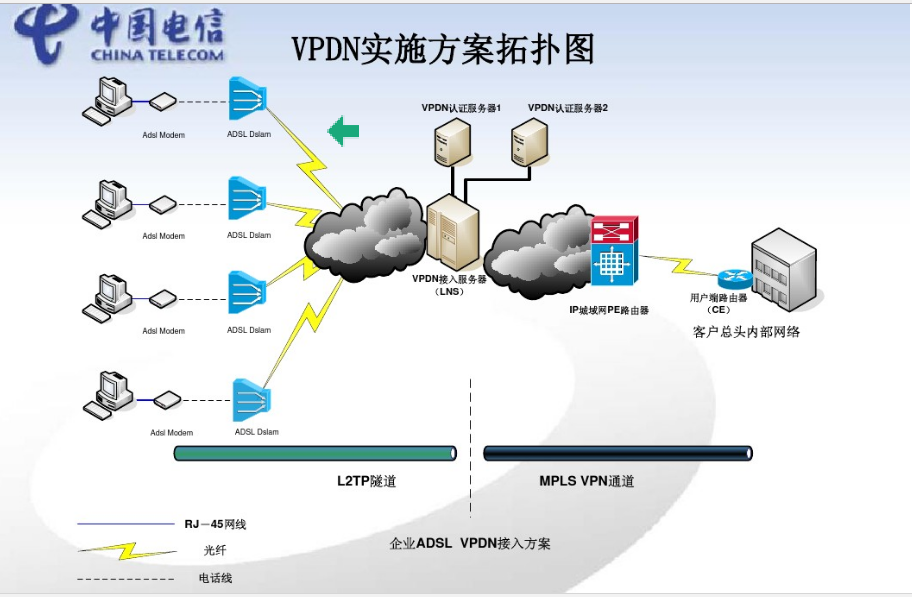 中国电信
CHINA TELECOM
VPDN实施方案拓扑图
VPDN认证服务器1
VPDN认证服务器2
Adsl Modem
ADSL Dslam
Adsl Modem
ADSL Dslam
VPDN接入服务器
（LNS）
IP城域网PE路由器
用户端路由器
（CE）
客户总头内部网络
Adsl Modem
ADSL Dslam
Adsl Modem
ADSL Dslam
L2TP隧道
MPLS VPN通道
RJ－45网线
光纤
电话线
企业ADSL VPDN接入方案